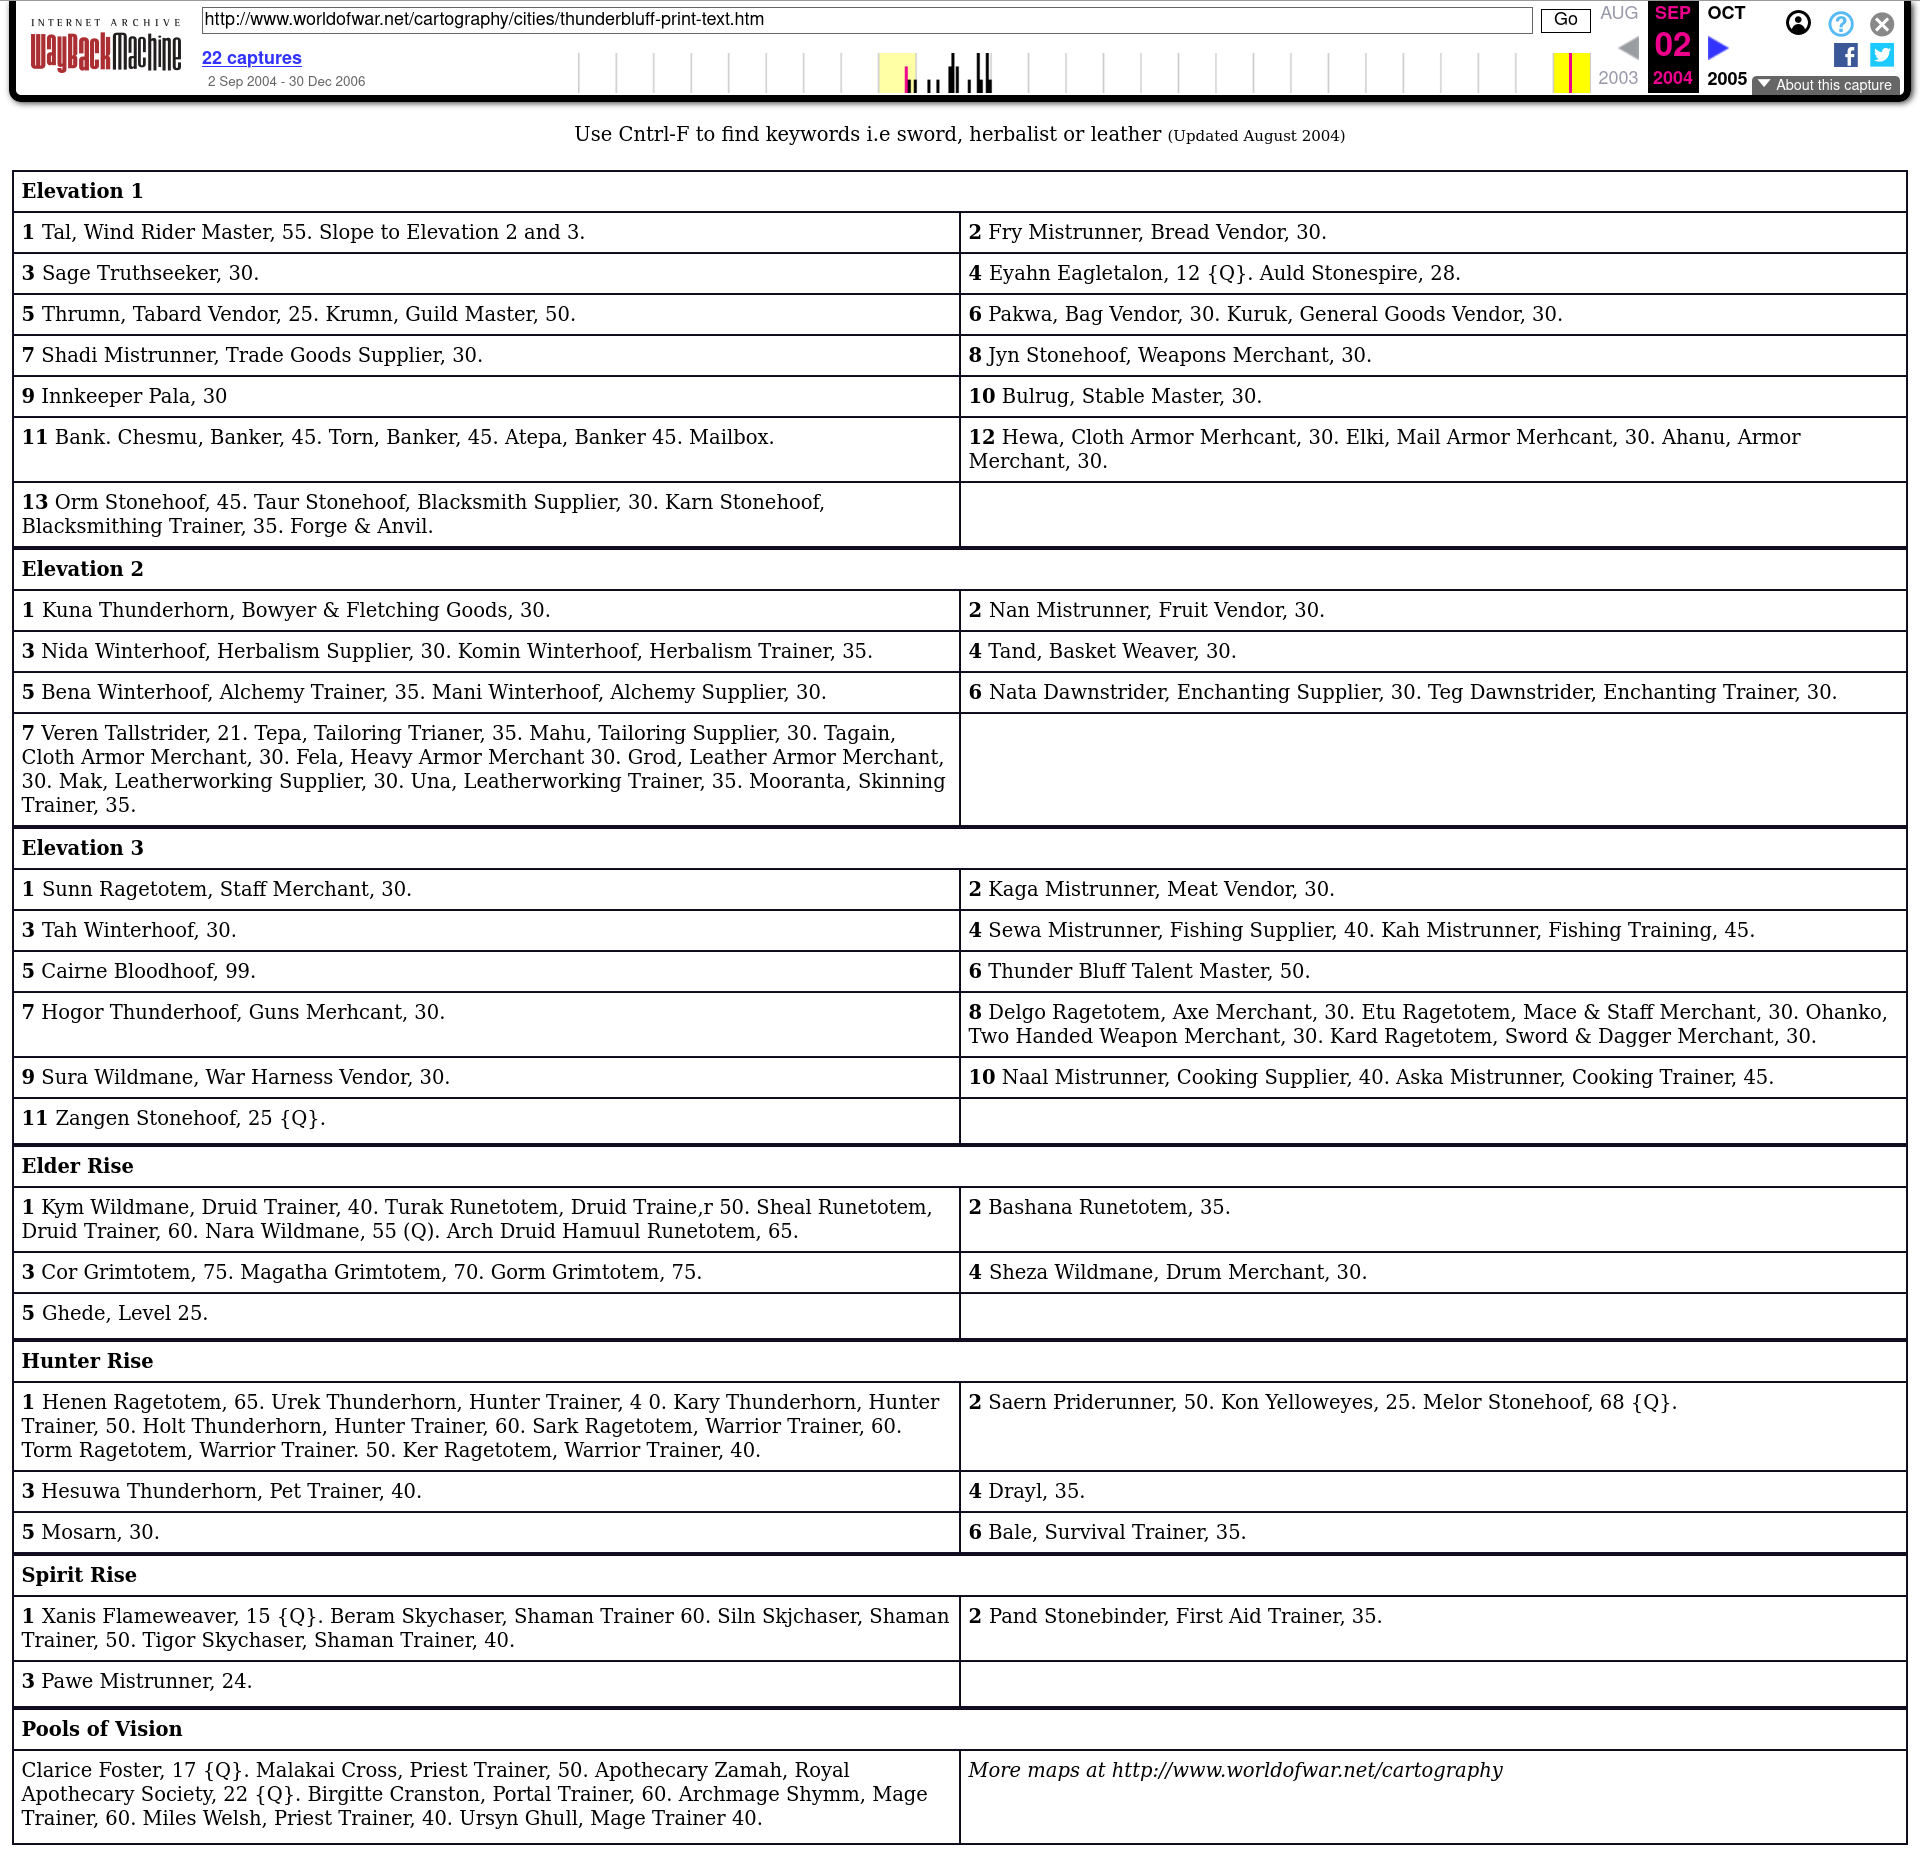 INTERNET ARCHIVE
WayBackMachine
http://www.worldofwar.net/cartography/cities/thunderbluff-print-text.htm
Go
AUG
SEP
OCT
22 captures
02
2 Sep 2004 - 30 Dec 2006
2003
2004
2005
About this capture
Use Cntrl-F to find keywords i.e sword, herbalist or leather (Updated August 2004)
Elevation 1
1 Tal, Wind Rider Master, 55. Slope to Elevation 2 and 3.
2 Fry Mistrunner, Bread Vendor, 30.
3 Sage Truthseeker, 30.
4 Eyahn Eagletalon, 12 {Q}. Auld Stonespire, 28.
5 Thrumn, Tabard Vendor, 25. Krumn, Guild Master, 50.
6 Pakwa, Bag Vendor, 30. Kuruk, General Goods Vendor, 30.
7 Shadi Mistrunner, Trade Goods Supplier, 30.
8 Jyn Stonehoof, Weapons Merchant, 30.
9 Innkeeper Pala, 30
10 Bulrug, Stable Master, 30.
11 Bank. Chesmu, Banker, 45. Torn, Banker, 45. Atepa, Banker 45. Mailbox.
12 Hewa, Cloth Armor Merhcant, 30. Elki, Mail Armor Merhcant, 30. Ahanu, Armor
Merchant, 30.
13 Orm Stonehoof, 45. Taur Stonehoof, Blacksmith Supplier, 30. Karn Stonehoof,
Blacksmithing Trainer, 35. Forge & Anvil.
Elevation 2
1 Kuna Thunderhorn, Bowyer & Fletching Goods, 30.
2 Nan Mistrunner, Fruit Vendor, 30.
3 Nida Winterhoof, Herbalism Supplier, 30. Komin Winterhoof, Herbalism Trainer, 35.
4 Tand, Basket Weaver, 30.
5 Bena Winterhoof, Alchemy Trainer, 35. Mani Winterhoof, Alchemy Supplier, 30.
6 Nata Dawnstrider, Enchanting Supplier, 30. Teg Dawnstrider, Enchanting Trainer, 30.
7 Veren Tallstrider, 21. Tepa, Tailoring Trianer, 35. Mahu, Tailoring Supplier, 30. Tagain,
Cloth Armor Merchant, 30. Fela, Heavy Armor Merchant 30. Grod, Leather Armor Merchant,
30. Mak, Leatherworking Supplier, 30. Una, Leatherworking Trainer, 35. Mooranta, Skinning
Trainer, 35.
Elevation 3
1 Sunn Ragetotem, Staff Merchant, 30.
2 Kaga Mistrunner, Meat Vendor, 30.
3 Tah Winterhoof, 30.
4 Sewa Mistrunner, Fishing Supplier, 40. Kah Mistrunner, Fishing Training, 45.
5 Cairne Bloodhoof, 99.
6 Thunder Bluff Talent Master, 50.
7 Hogor Thunderhoof, Guns Merhcant, 30.
8 Delgo Ragetotem, Axe Merchant, 30. Etu Ragetotem, Mace & Staff Merchant, 30. Ohanko,
Two Handed Weapon Merchant, 30. Kard Ragetotem, Sword & Dagger Merchant, 30.
9 Sura Wildmane, War Harness Vendor, 30.
10 Naal Mistrunner, Cooking Supplier, 40. Aska Mistrunner, Cooking Trainer, 45.
11 Zangen Stonehoof, 25 {Q}.
Elder Rise
1 Kym Wildmane, Druid Trainer, 40. Turak Runetotem, Druid Traine,r 50. Sheal Runetotem,
Druid Trainer, 60. Nara Wildmane, 55 (Q). Arch Druid Hamuul Runetotem, 65.
2 Bashana Runetotem, 35.
3 Cor Grimtotem, 75. Magatha Grimtotem, 70. Gorm Grimtotem, 75.
4 Sheza Wildmane, Drum Merchant, 30.
5 Ghede, Level 25.
Hunter Rise
1 Henen Ragetotem, 65. Urek Thunderhorn, Hunter Trainer, 4 0. Kary Thunderhorn, Hunter
Trainer, 50. Holt Thunderhorn, Hunter Trainer, 60. Sark Ragetotem, Warrior Trainer, 60.
Torm Ragetotem, Warrior Trainer. 50. Ker Ragetotem, Warrior Trainer, 40.
2 Saern Priderunner, 50. Kon Yelloweyes, 25. Melor Stonehoof, 68 {Q}.
3 Hesuwa Thunderhorn, Pet Trainer, 40.
4 Drayl, 35.
5 Mosarn, 30.
6 Bale, Survival Trainer, 35.
Spirit Rise
1 Xanis Flameweaver, 15 {Q}. Beram Skychaser, Shaman Trainer 60. Siln Skjchaser, Shaman
Trainer, 50. Tigor Skychaser, Shaman Trainer, 40.
2 Pand Stonebinder, First Aid Trainer, 35.
3 Pawe Mistrunner, 24.
Pools of Vision
Clarice Foster, 17 {Q}. Malakai Cross, Priest Trainer, 50. Apothecary Zamah, Royal
Apothecary Society, 22 {Q}. Birgitte Cranston, Portal Trainer, 60. Archmage Shymm, Mage
Trainer, 60. Miles Welsh, Priest Trainer, 40. Ursyn Ghull, Mage Trainer 40.
More maps at http://www.worldofwar.net/cartography